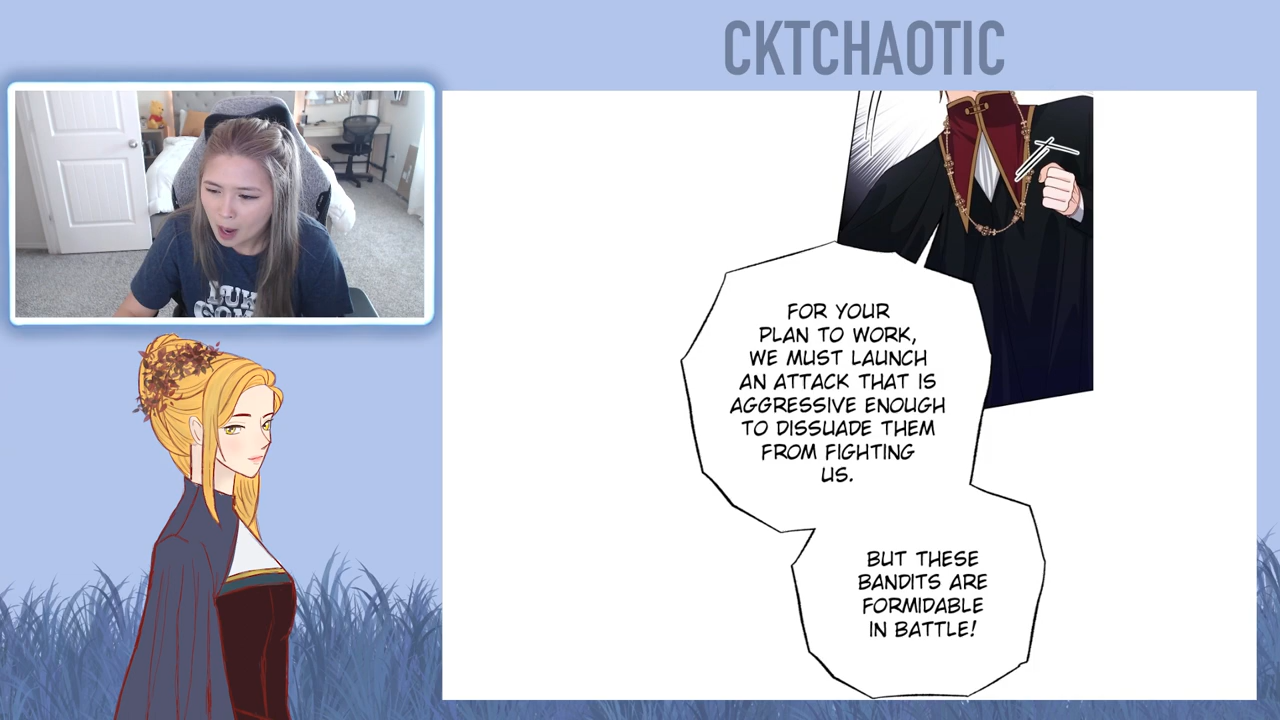 CKTCHAOTIC
FOR YOUR
PLAN TO WORK,
WE MUST LAUNCH
AN ATTACK THAT IS
AGGRESSIVE ENOUGH
TO DISSUADE THEM
FROM FIGHTING
US.
BUT THESE
BANDITS ARE
FORMIDABLE
IN BATTLE!